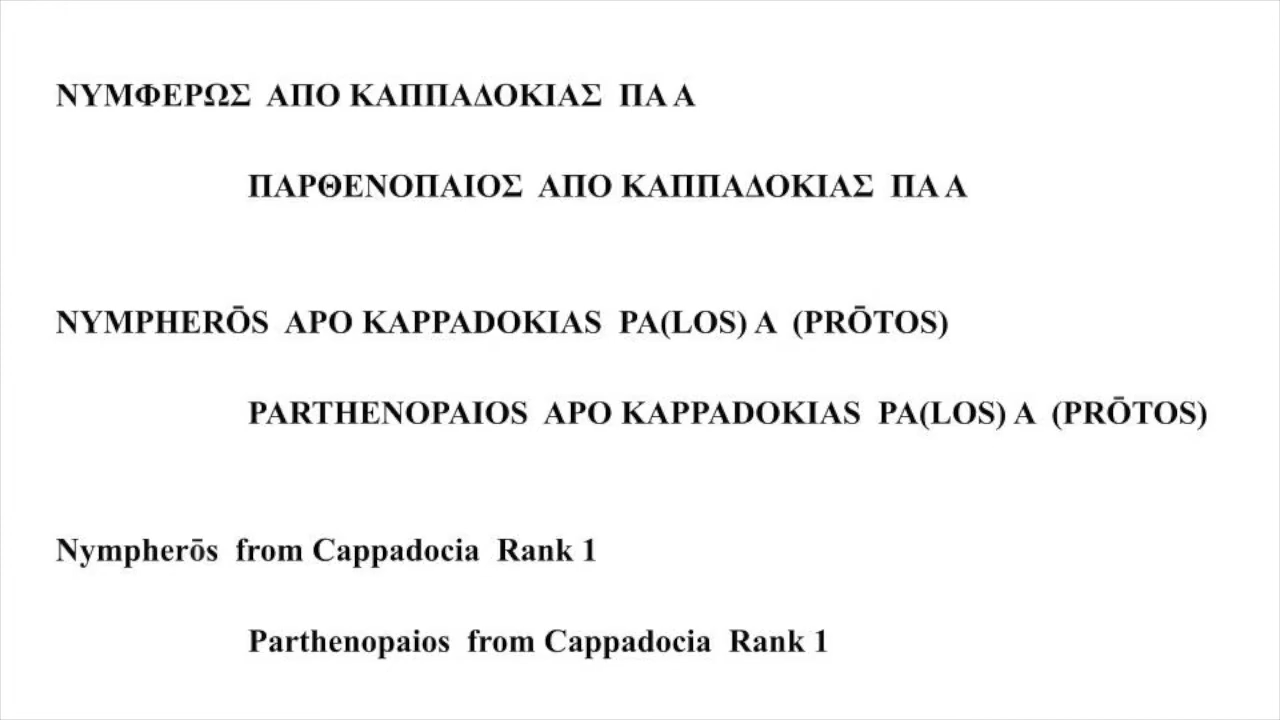 ΝΥΜΦΕΡΩΣ ΑΠΟ ΚΑΠΠΑΔΟΚΙΑΣ ΠΑ Α
ΠΑΡΘΕΝΟΠΑΙΟΣ ΑΠΟ ΚΑΠΠΑΔΟΚΙΑΣ ΠΑ Α
NYMPHERŌS APO KAPPADOKIAS PA(LOS) A (PRŌTOS)
PARTHENOPAIOS APO KAPPADOKIAS PA(LOS) A (PRŌTOS)
Nympherōs from Cappadocia Rank 1
Parthenopaios from Cappadocia Rank 1